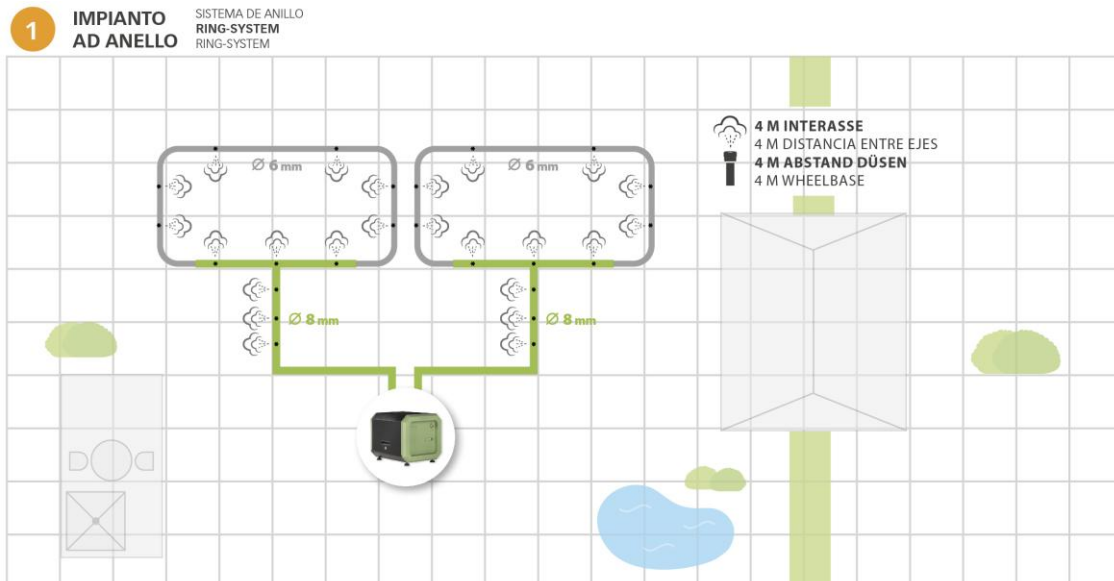 1
IMPIANTO
AD ANELLO
SISTEMA DE ANILLO
RING-SYSTEM
RING-SYSTEM
4 M INTERASSE
4 M DISTANCIA ENTRE EJES
4 M ABSTAND DÜSEN
4 M WHEELBASE
Ø 6 mm
Ø 6 mm
Ø 8 mm
Ø 8 mm